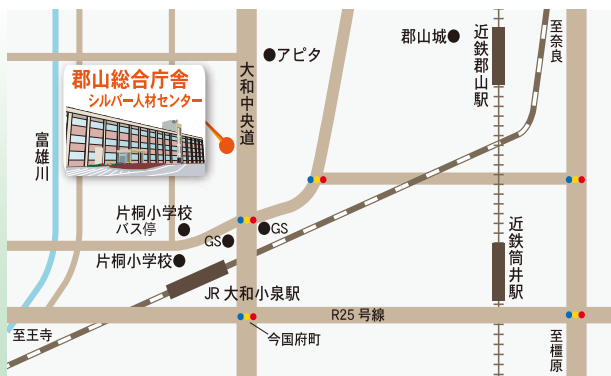 郡山総合庁舎
シルバー人材センター
アピタ
大和中央道
郡山城
近鉄郡山駅
至奈良
富雄川
片桐小学校
バス停
GS
GS
片桐小学校
近鉄筒井駅
JR 大和小泉駅
R25 号線
至王寺
今国府町
至橿原